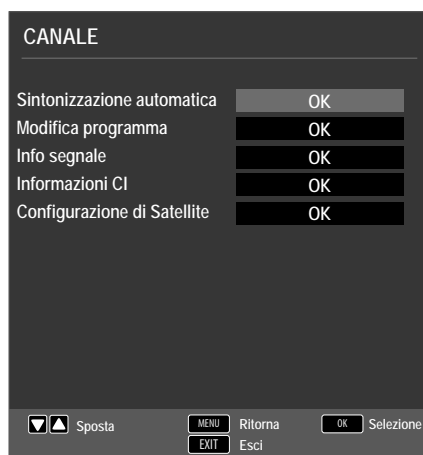 CANALE
Sintonizzazione automatica OK
Modifica programma OK
Info segnale OK
Informazioni CI OK
Configurazione di Satellite OK
Sposta MENU Ritorna OK Selezione
EXIT Esci